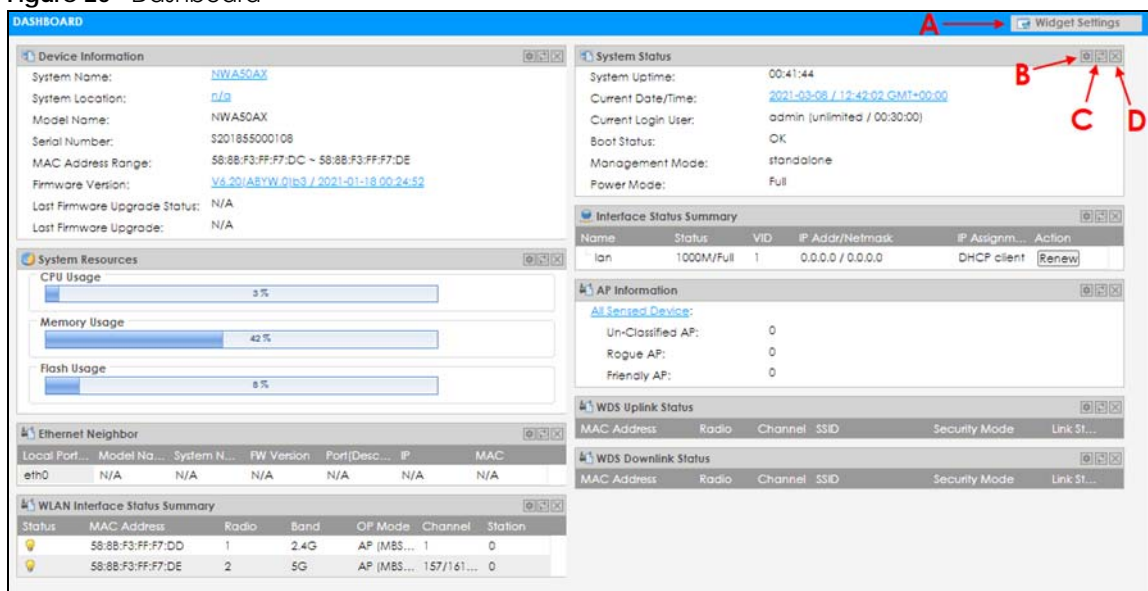 DASHBOARD
A
Widget Settings
Device Information
System Name: NWA50AX
System Location: n/a
Model Name: NWA50AX
Serial Number: S201855000108
MAC Address Range: 58:8B:F3:FF:F7:DC ~ 58:8B:F3:FF:F7:DE
Firmware Version: V6.20(ABYW.0)b3 / 2021-01-18 00:24:52
Last Firmware Upgrade Status: N/A
Last Firmware Upgrade: N/A
System Resources
CPU Usage
3 %
Memory Usage
42 %
Flash Usage
8 %
Ethernet Neighbor
Local Port... Model Na... System N... FW Version Port(Desc... IP MAC
eth0 N/A N/A N/A N/A N/A N/A
WLAN Interface Status Summary
Status MAC Address Radio Band OP Mode Channel Station
58:8B:F3:FF:F7:DD 1 2.4G AP (MBS... 1 0
58:8B:F3:FF:F7:DE 2 5G AP (MBS... 157/161... 0
System Status
B
C
D
System Uptime: 00:41:44
Current Date/Time: 2021-03-08 / 12:42:02 GMT+00:00
Current Login User: admin (unlimited / 00:30:00)
Boot Status: OK
Management Mode: standalone
Power Mode: Full
Interface Status Summary
Name Status VID IP Addr/Netmask IP Assignm... Action
lan 1000M/Full 1 0.0.0.0 / 0.0.0.0 DHCP client Renew
AP Information
All Sensed Device:
Un-Classified AP: 0
Rogue AP: 0
Friendly AP: 0
WDS Uplink Status
MAC Address Radio Channel SSID Security Mode Link St...
WDS Downlink Status
MAC Address Radio Channel SSID Security Mode Link St...